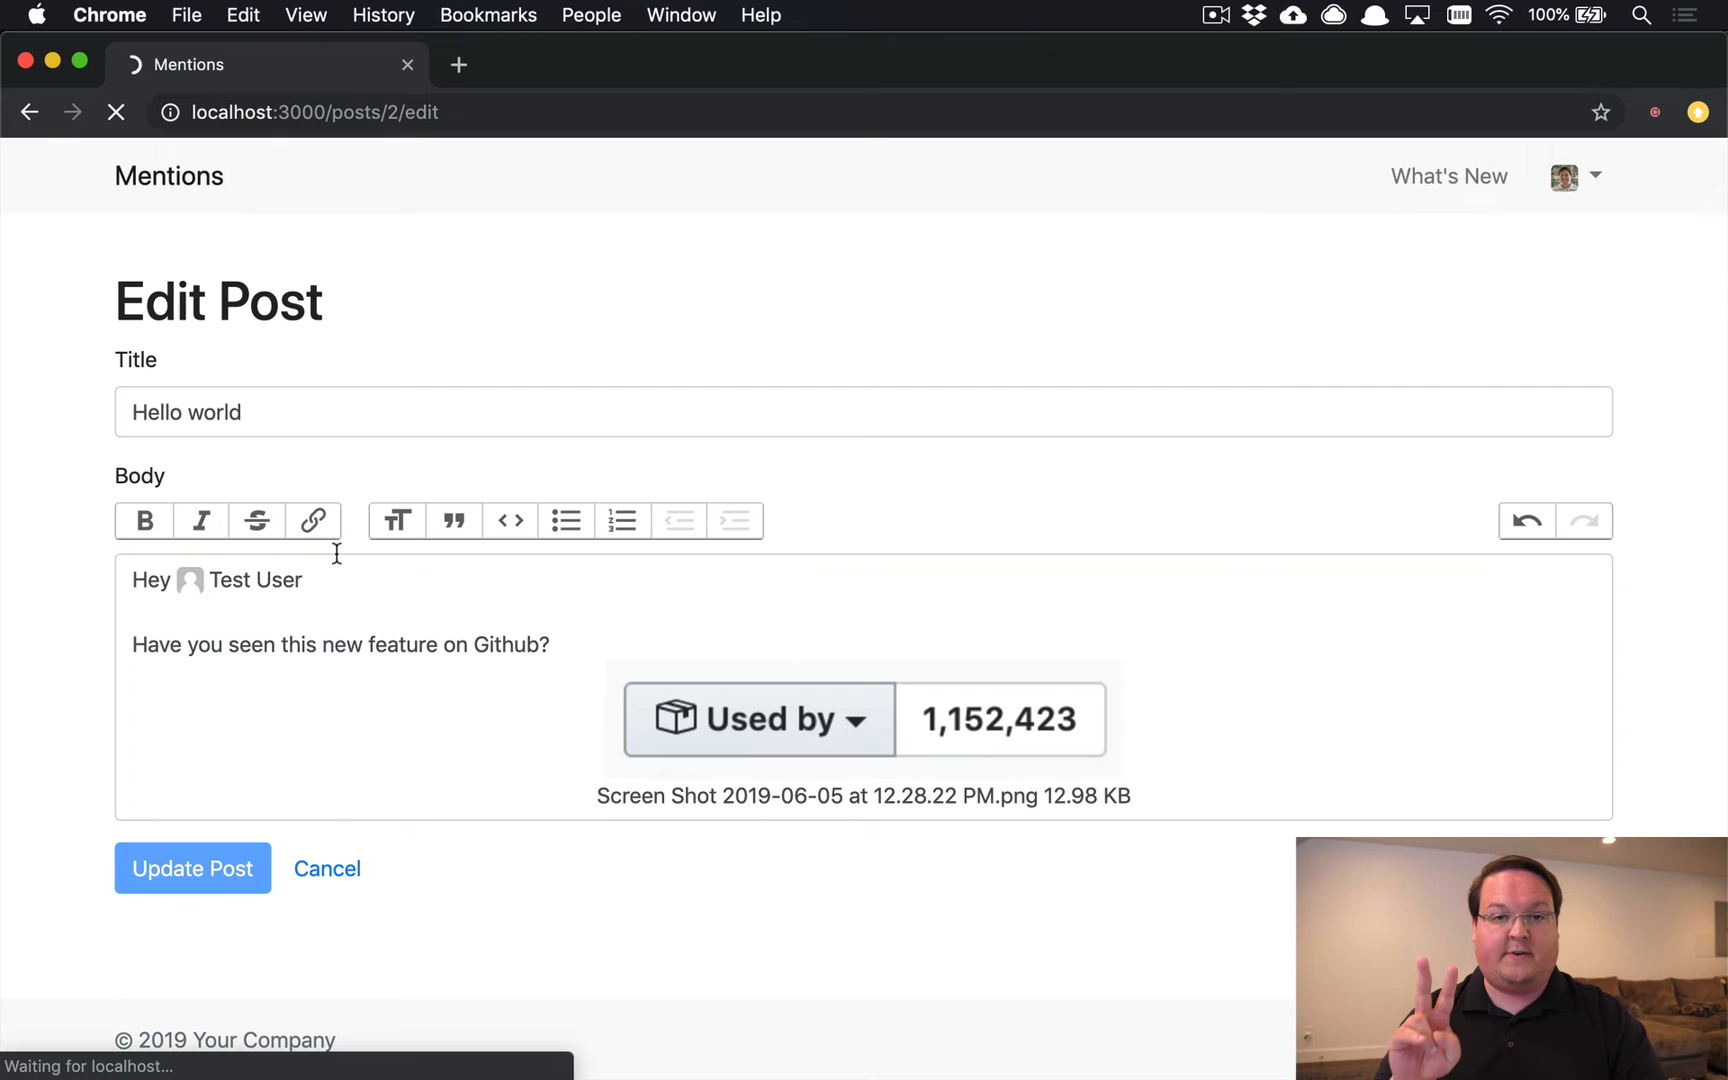 Chrome File Edit View History Bookmarks People Window Help 100%
Mentions
localhost:3000/posts/2/edit
Mentions What's New
Edit Post
Title
Hello world
Body
Hey Test User
Have you seen this new feature on Github?
Used by 1,152,423
Screen Shot 2019-06-05 at 12.28.22 PM.png 12.98 KB
Update Post Cancel
© 2019 Your Company
Waiting for localhost...